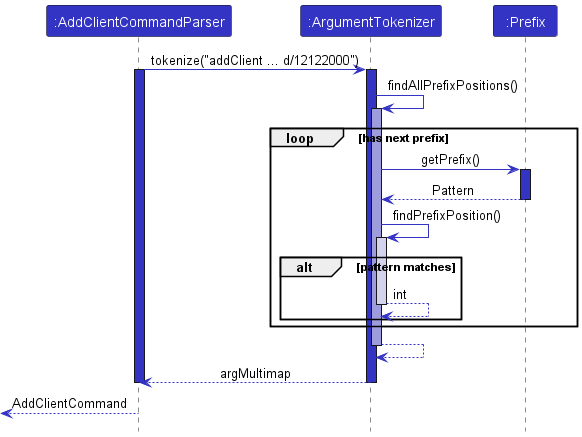 :AddClientCommandParser
:ArgumentTokenizer
:Prefix
tokenize("addClient ... d/12122000")
findAllPrefixPositions()
loop
[has next prefix]
getPrefix()
Pattern
findPrefixPosition()
alt
[pattern matches]
int
argMultimap
AddClientCommand